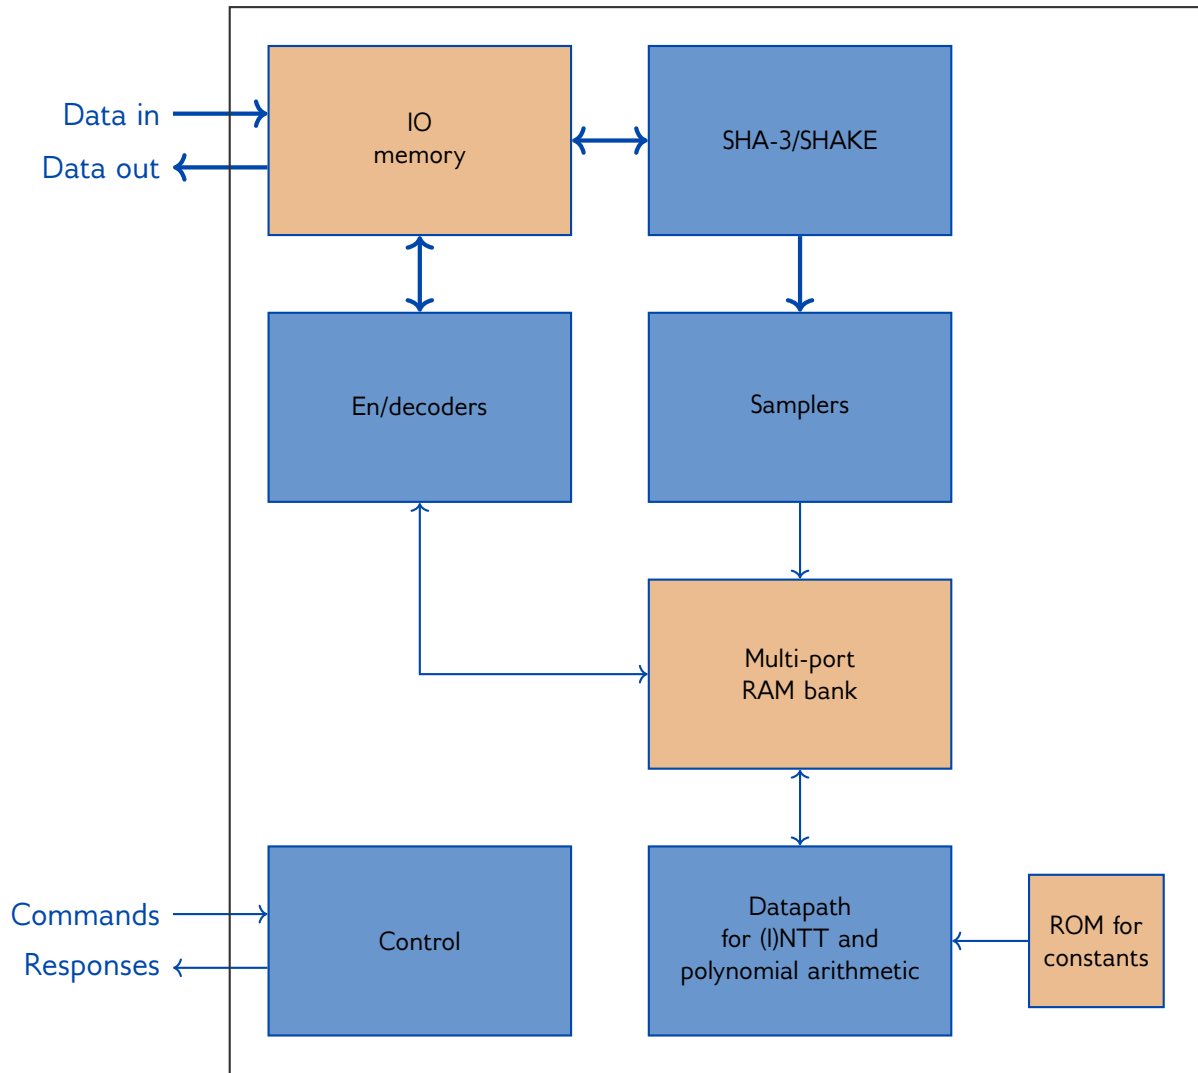 Data in
Data out
IO
memory
SHA-3/SHAKE
En/decoders
Samplers
Multi-port
RAM bank
Commands
Responses
Control
Datapath
for (I)NTT and
polynomial arithmetic
ROM for
constants